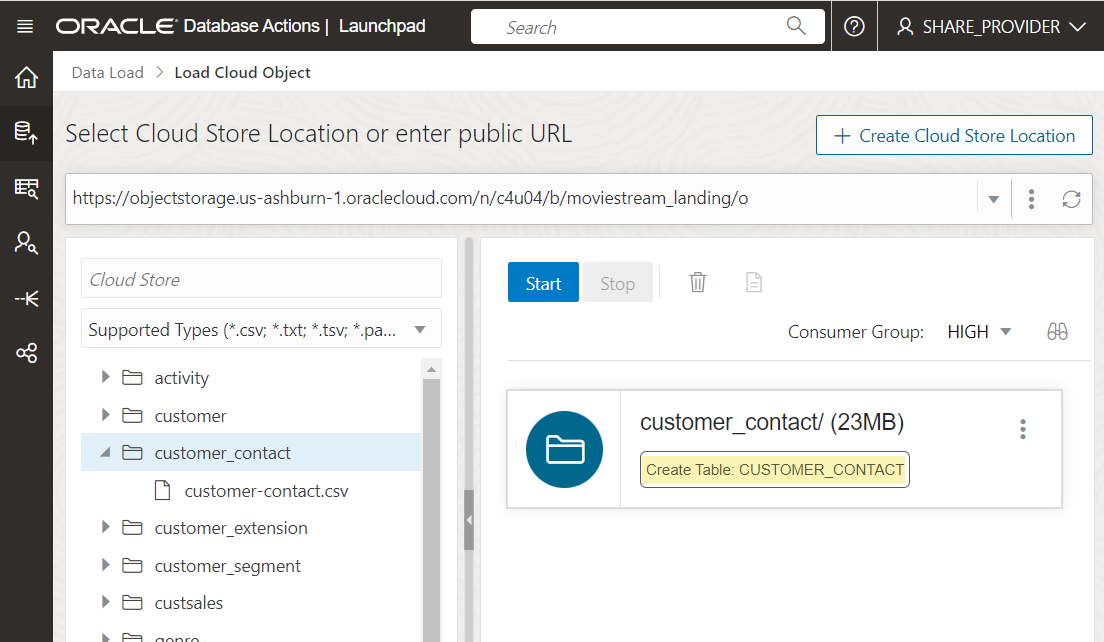 ORACLE Database Actions | Launchpad
Search
SHARE_PROVIDER
Data Load > Load Cloud Object
Select Cloud Store Location or enter public URL
+ Create Cloud Store Location
https://objectstorage.us-ashburn-1.oraclecloud.com/n/c4u04/b/moviestream_landing/o
Cloud Store
Supported Types (*.csv; *.txt; *.tsv; *.pa...
activity
customer
customer_contact
customer-contact.csv
customer_extension
customer_segment
custsales
genre
Start
Stop
Consumer Group: HIGH
customer_contact/ (23MB)
Create Table: CUSTOMER_CONTACT